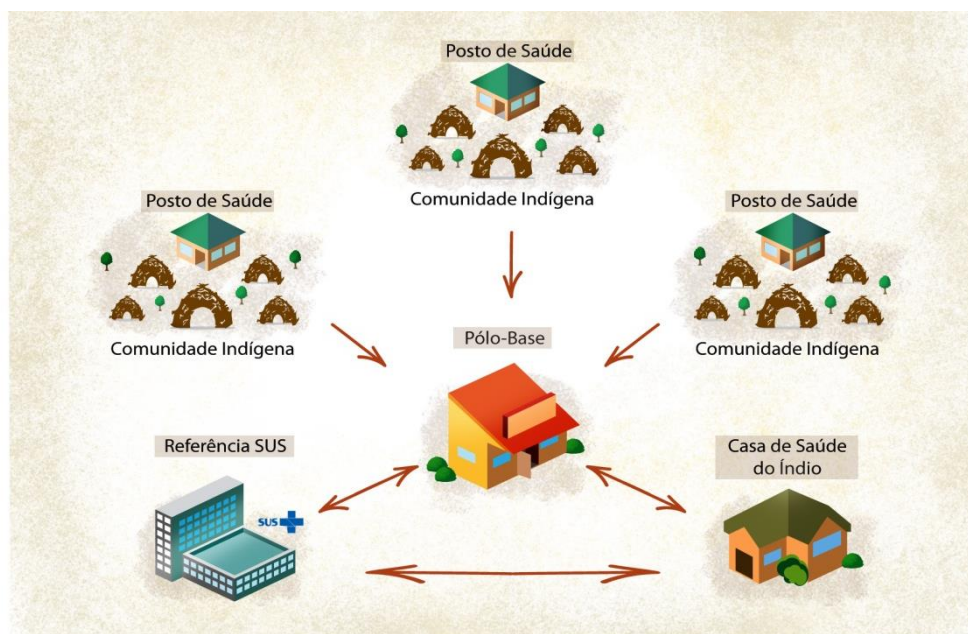 Posto de Saúde
Comunidade Indígena
Posto de Saúde
Comunidade Indígena
Posto de Saúde
Comunidade Indígena
Pólo-Base
Referência SUS
SUS
Casa de Saúde
do Índio